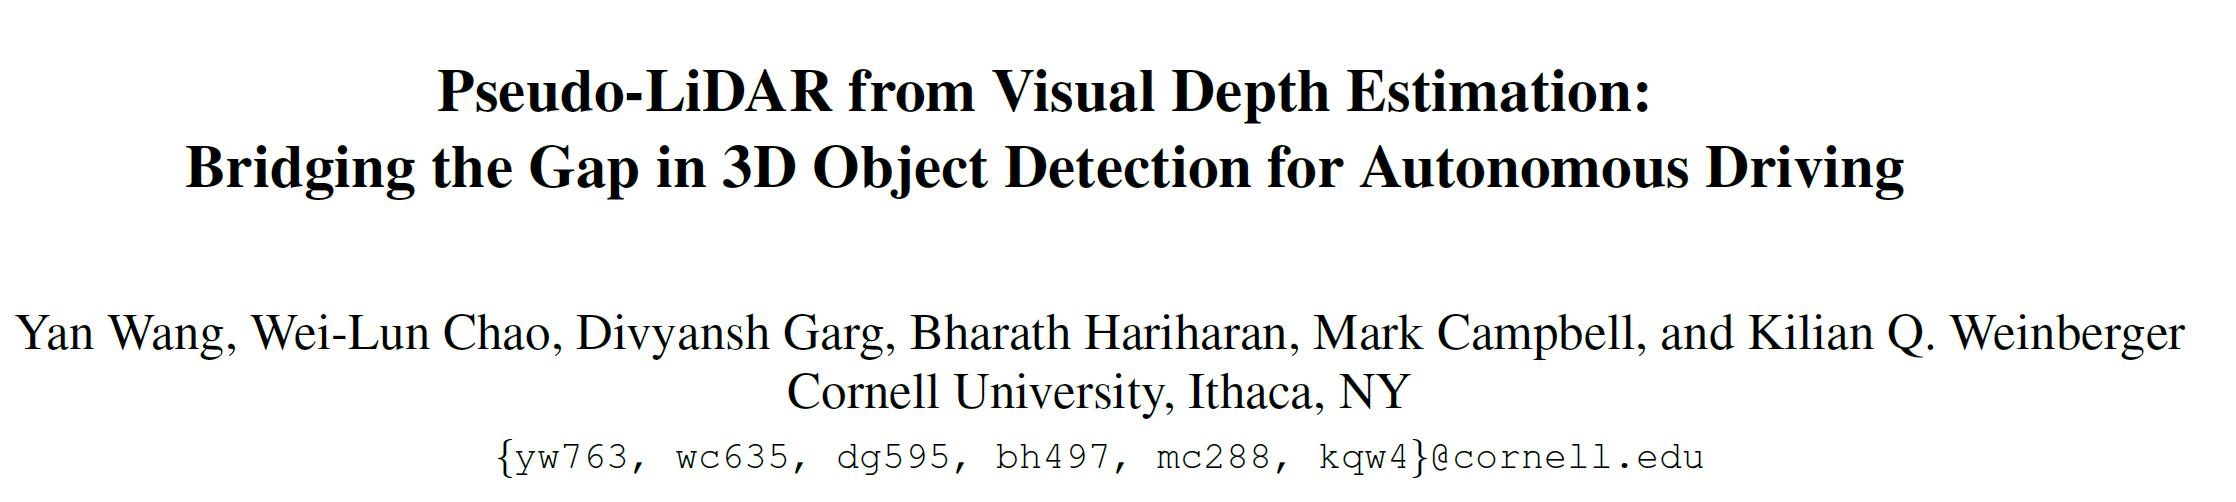 Pseudo-LiDAR from Visual Depth Estimation:
Bridging the Gap in 3D Object Detection for Autonomous Driving
Yan Wang, Wei-Lun Chao, Divyansh Garg, Bharath Hariharan, Mark Campbell, and Kilian Q. Weinberger
Cornell University, Ithaca, NY
{yw763, wc635, dg595, bh497, mc288, kqw4}@cornell.edu